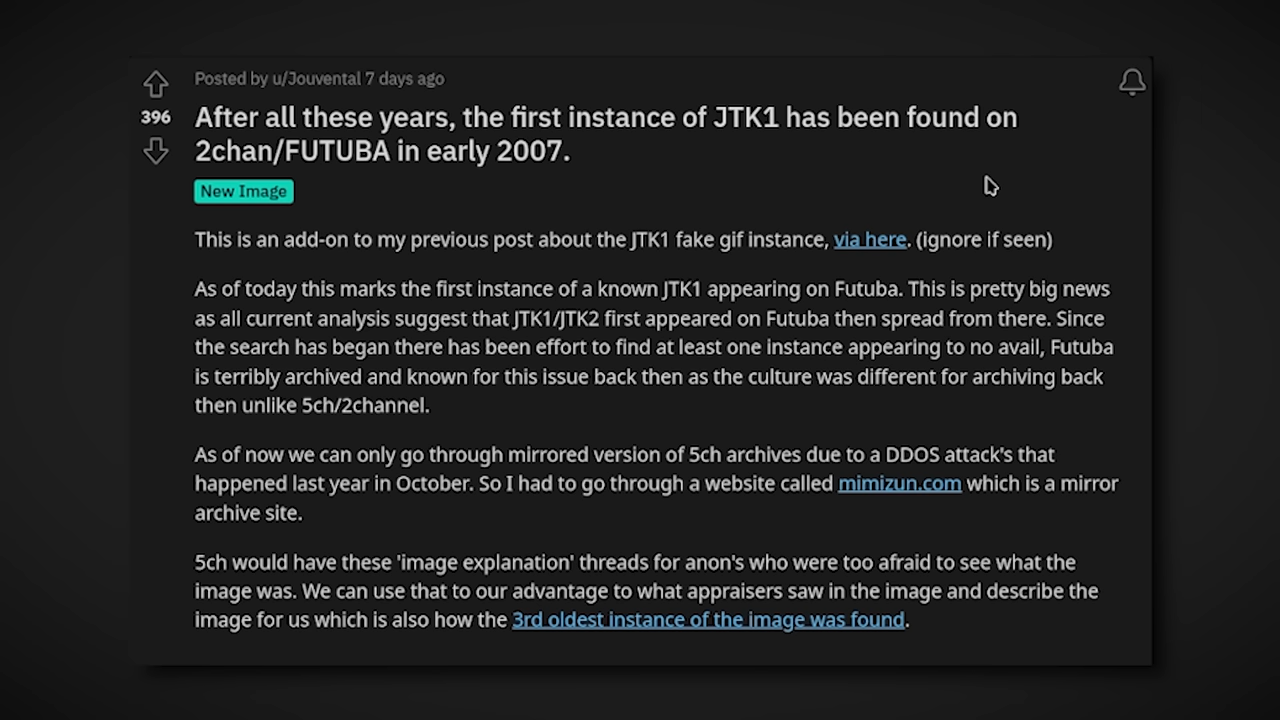 Posted by u/Jouvental 7 days ago
396
After all these years, the first instance of JTK1 has been found on
2chan/FUTUBA in early 2007.
New Image
This is an add-on to my previous post about the JTK1 fake gif instance, via here. (ignore if seen)
As of today this marks the first instance of a known JTK1 appearing on Futuba. This is pretty big news
as all current analysis suggest that JTK1/JTK2 first appeared on Futuba then spread from there. Since
the search has began there has been effort to find at least one instance appearing to no avail, Futuba
is terribly archived and known for this issue back then as the culture was different for archiving back
then unlike 5ch/2channel.
As of now we can only go through mirrored version of 5ch archives due to a DDOS attack's that
happened last year in October. So I had to go through a website called mimizun.com which is a mirror
archive site.
5ch would have these 'image explanation' threads for anon's who were too afraid to see what the
image was. We can use that to our advantage to what appraisers saw in the image and describe the
image for us which is also how the 3rd oldest instance of the image was found.